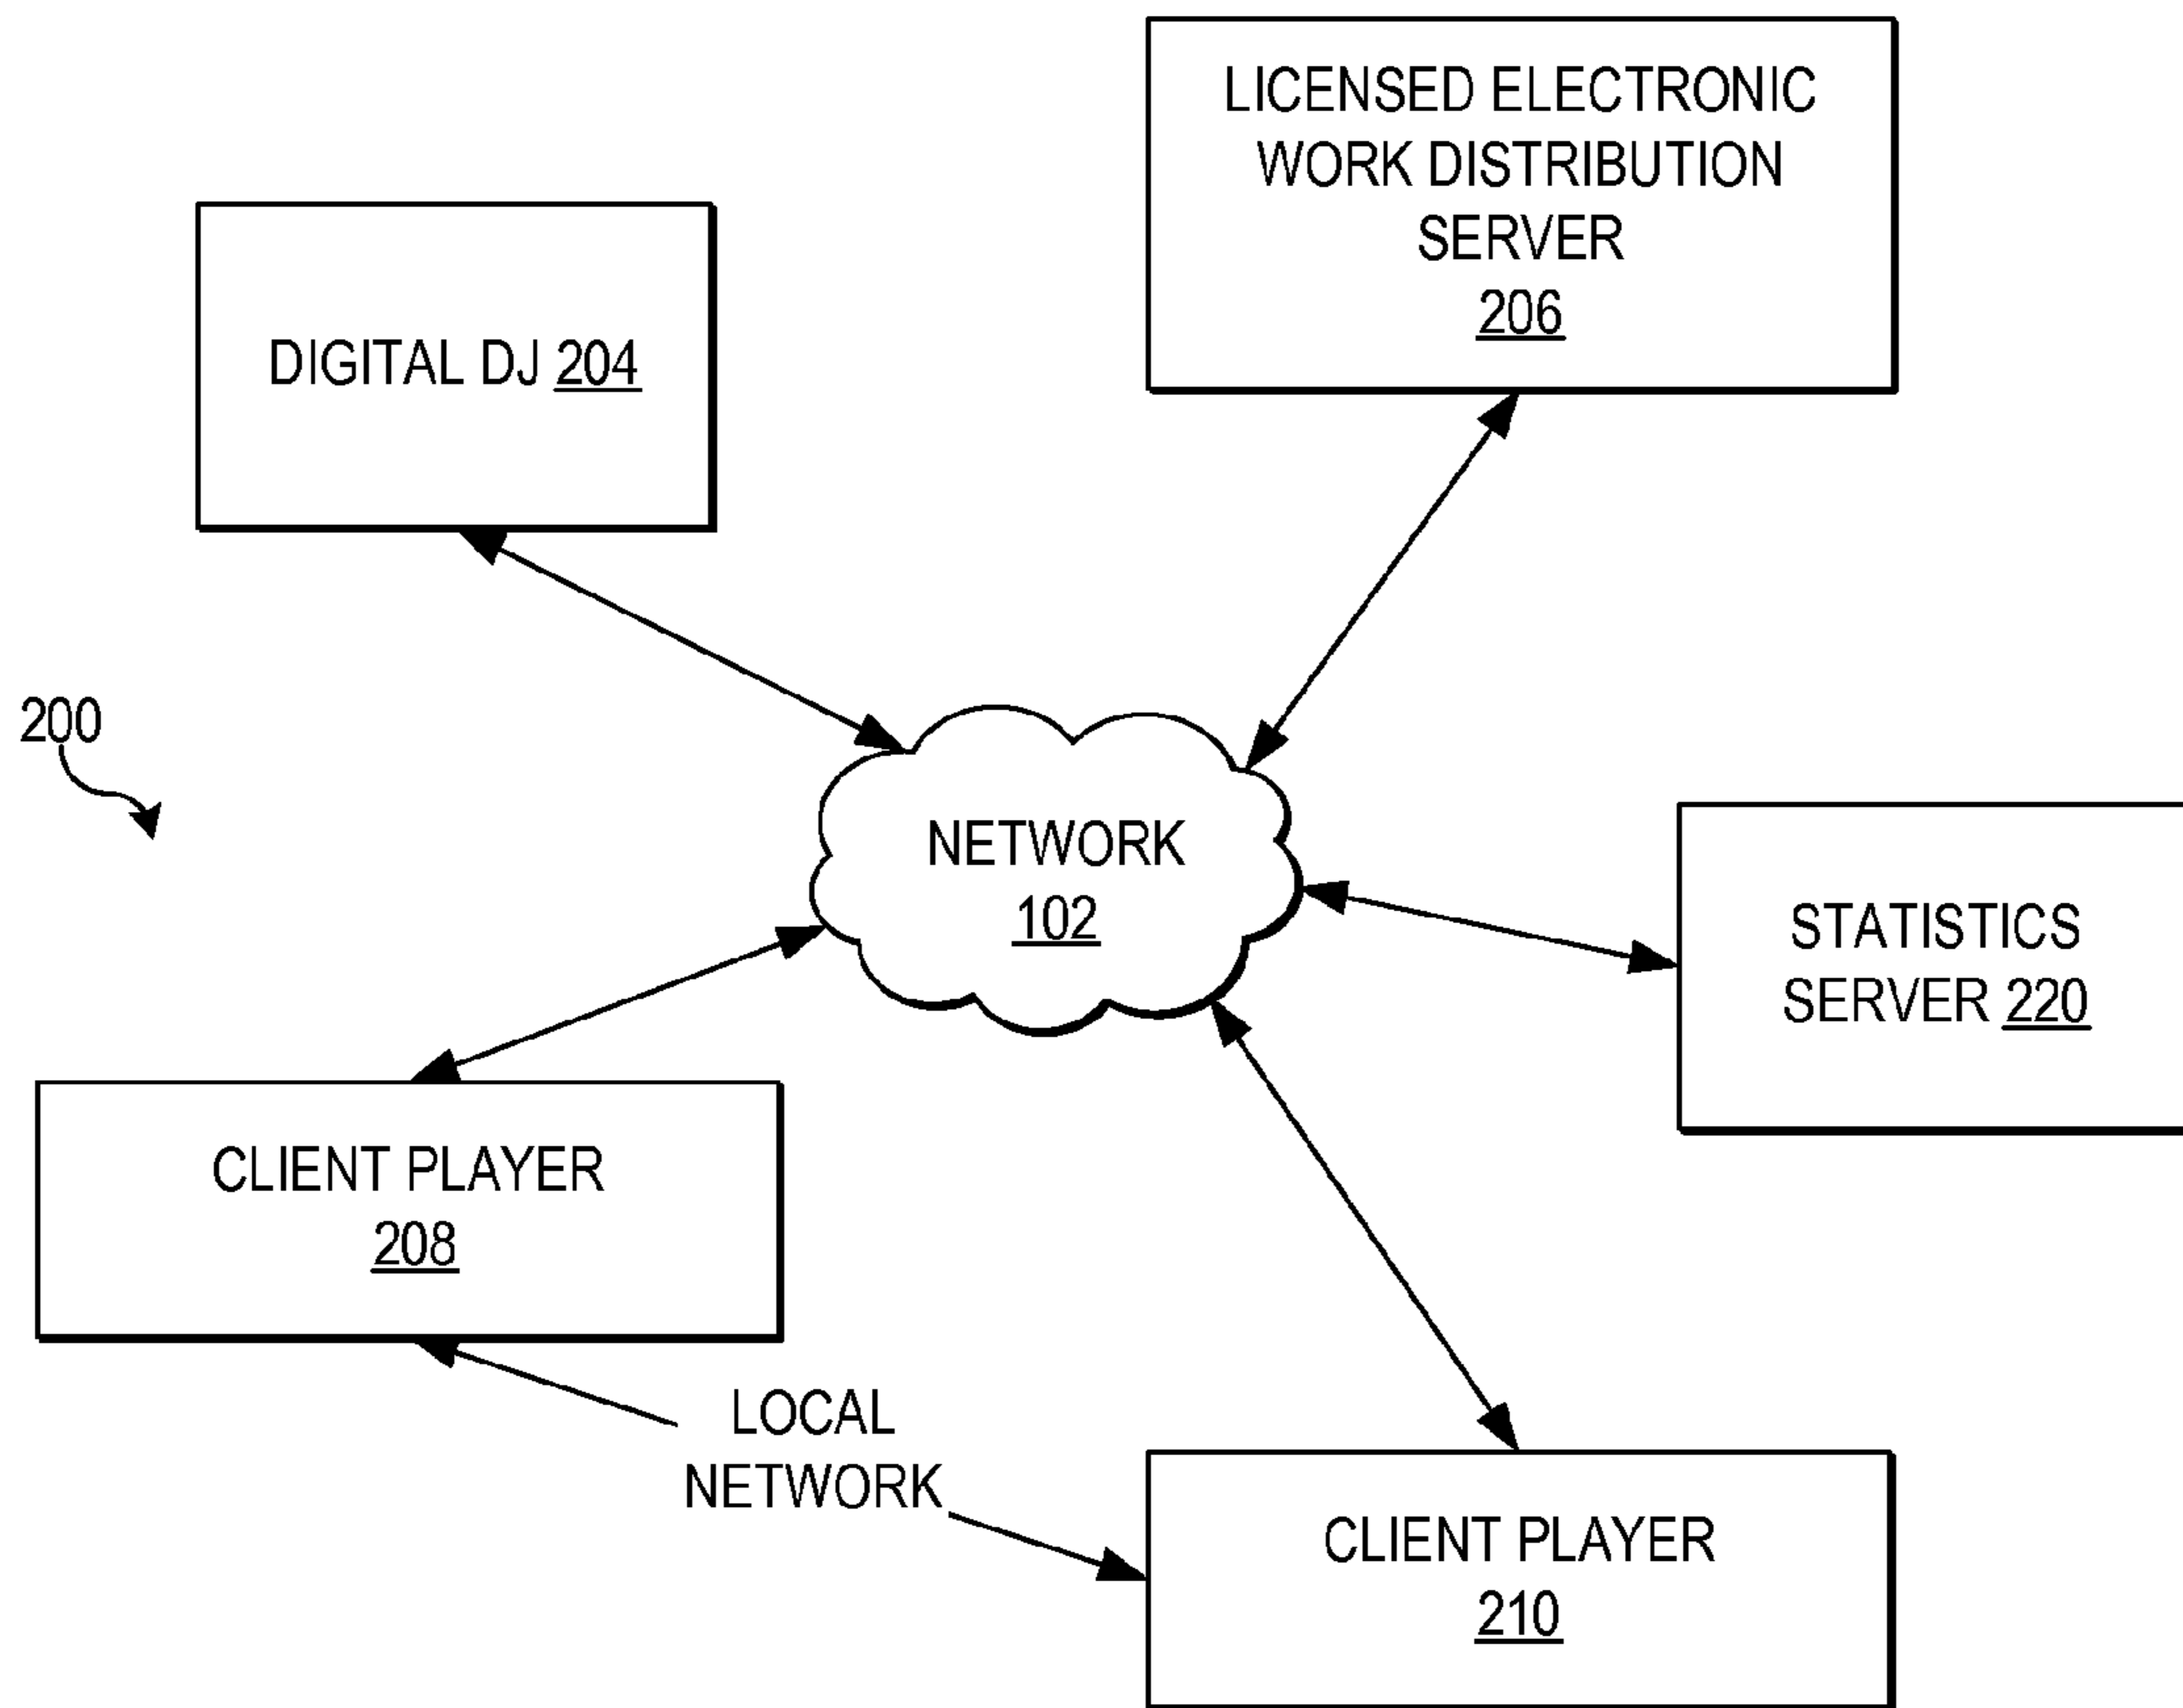 LICENSED ELECTRONIC
WORK DISTRIBUTION
SERVER
206
DIGITAL DJ 204
200
NETWORK
102
STATISTICS
SERVER 220
CLIENT PLAYER
208
LOCAL
NETWORK
CLIENT PLAYER
210